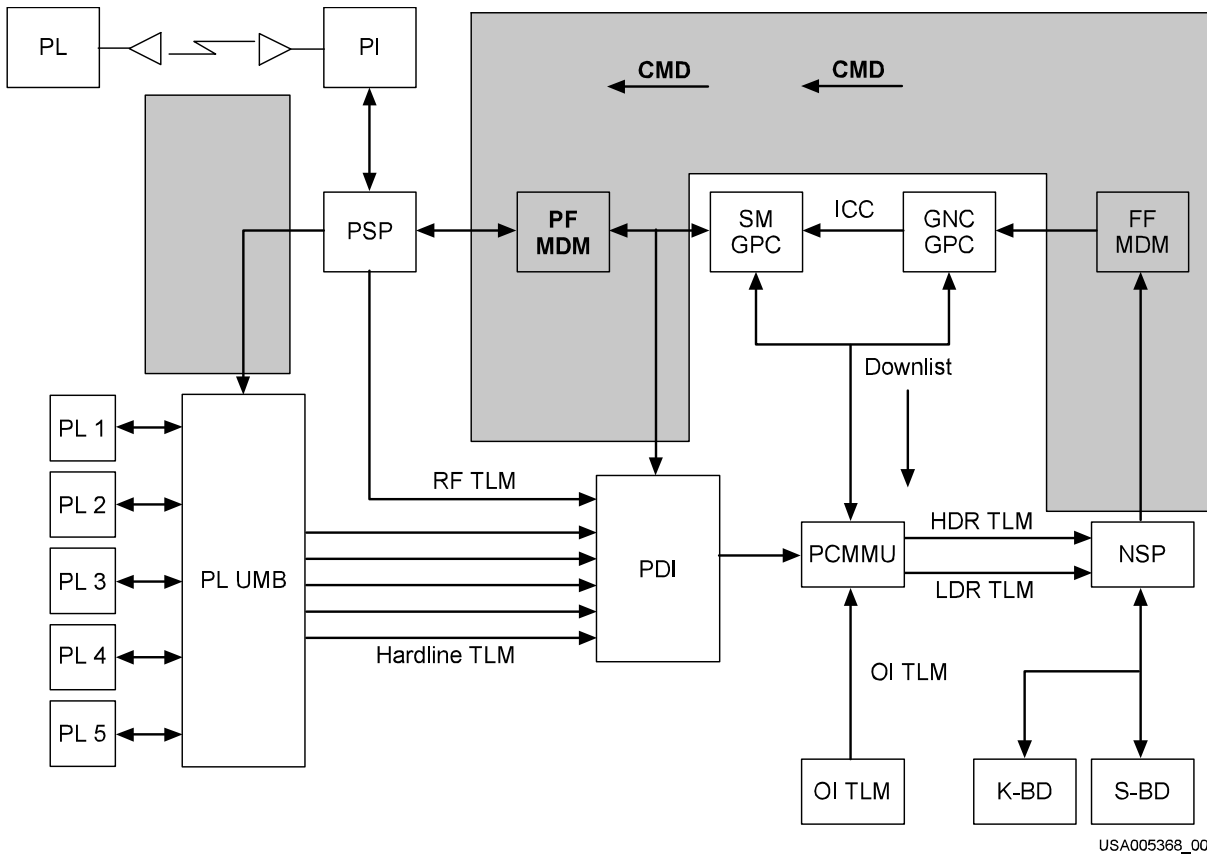 PL
PI
CMD
CMD
PSP
PF
MDM
SM
GPC
ICC
GNC
GPC
FF
MDM
Downlist
PL 1
PL 2
PL 3
PL 4
PL 5
PL UMB
RF TLM
Hardline TLM
PDI
PCMMU
HDR TLM
LDR TLM
NSP
OI TLM
OI TLM
K-BD
S-BD
USA005368_00